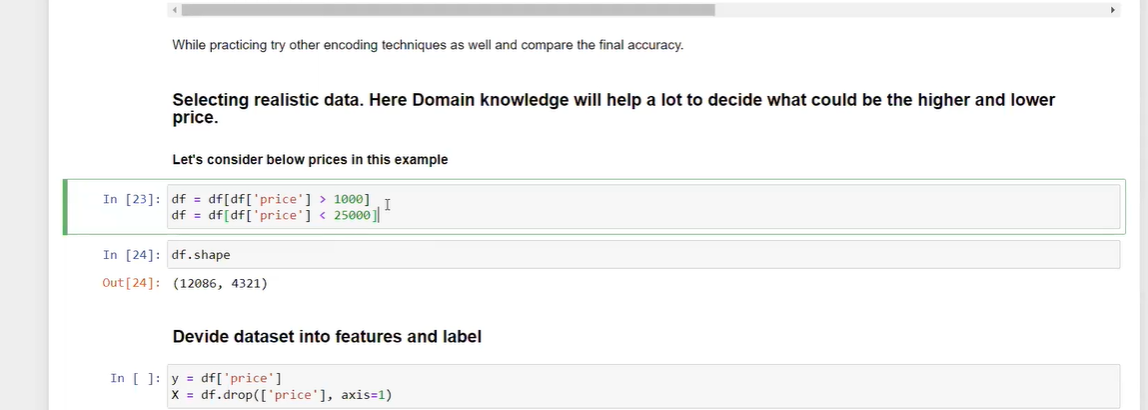 While practicing try other encoding techniques as well and compare the final accuracy.
Selecting realistic data. Here Domain knowledge will help a lot to decide what could be the higher and lower
price.
Let's consider below prices in this example
In [23]: df = df[df['price'] > 1000]
df = df[df['price'] < 25000]
In [24]: df.shape
Out[24]: (12086, 4321)
Devide dataset into features and label
In [ ]: y = df['price']
X = df.drop(['price'], axis=1)